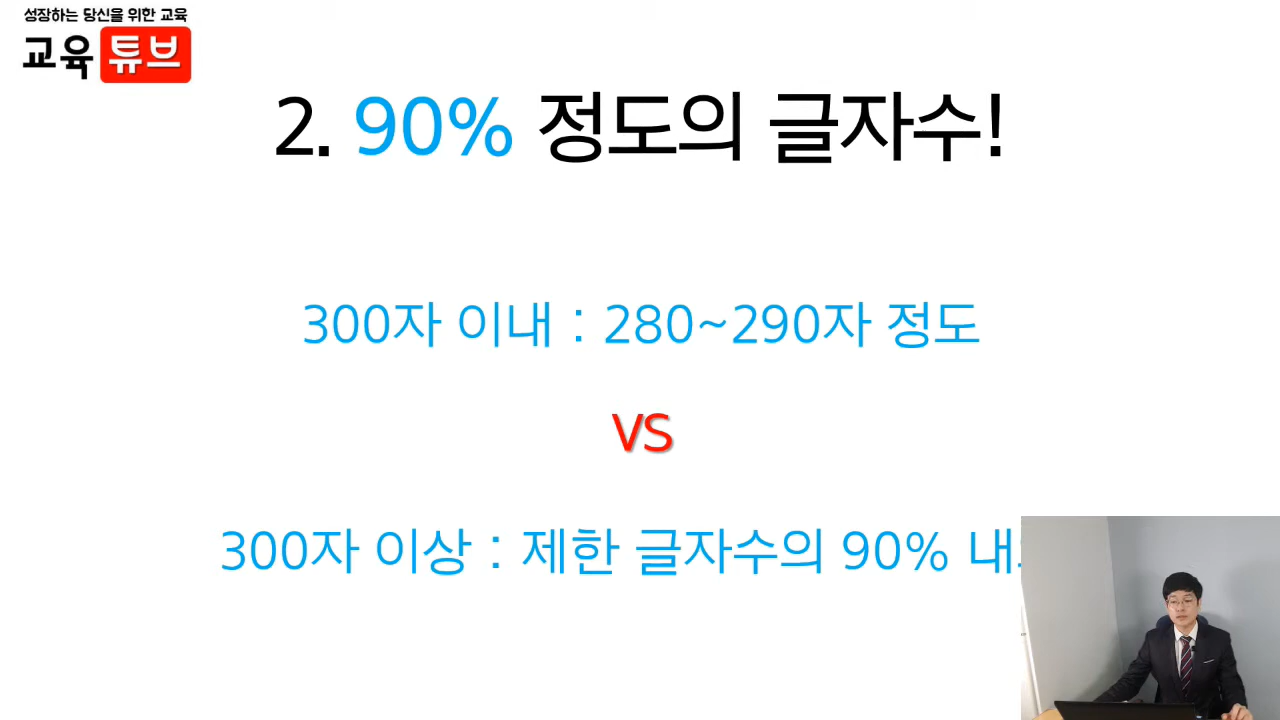 성장하는 당신을 위한 교육
교육 튜브
2. 90% 정도의 글자수!
300자 이내 : 280~290자 정도
VS
300자 이상 : 제한 글자수의 90%